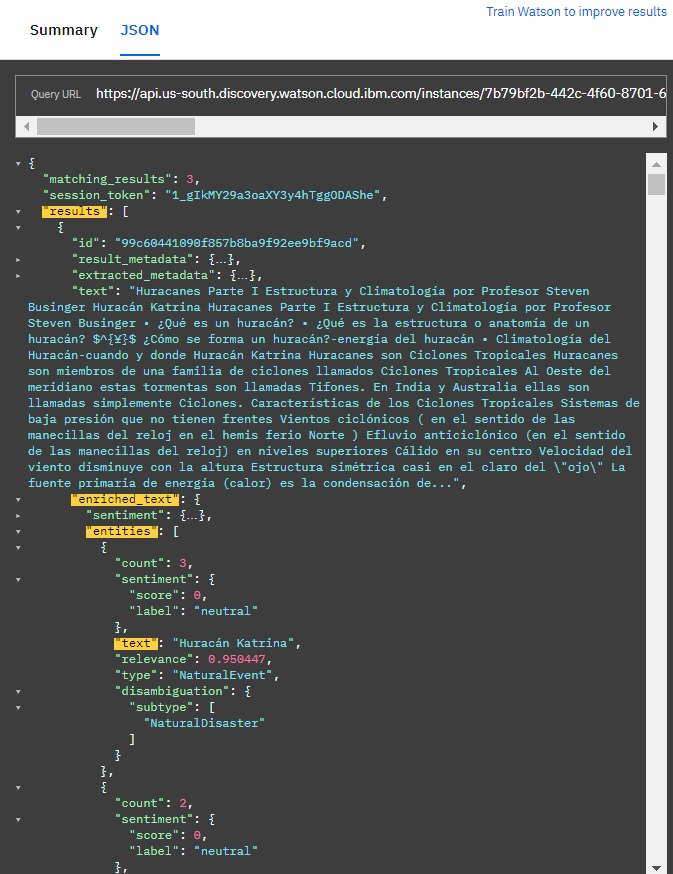 Train Watson to improve results
Summary JSON
Query URL https://api.us-south.discovery.watson.cloud.ibm.com/instances/7b79bf2b-442c-4f60-8701-6
{
"matching_results": 3,
"session_token": "1_gIkMY29a3oaXY3y4hTggODAShe",
"results": [
{
"id": "99c60441090f857b8ba9f92ee9bf9acd",
"result_metadata": {…},
"extracted_metadata": {…},
"text": "Huracanes Parte I Estructura y Climatología por Profesor Steven
Businger Huracán Katrina Huracanes Parte I Estructura y Climatología por Profesor
Steven Businger • ¿Qué es un huracán? • ¿Qué es la estructura o anatomía de un
huracán? $^{¥}$ ¿Cómo se forma un huracán?-energía del huracán • Climatología del
Huracán-cuando y donde Huracán Katrina Huracanes son Ciclones Tropicales Huracanes
son miembros de una familia de ciclones llamados Ciclones Tropicales Al Oeste del
meridiano estas tormentas son llamadas Tifones. En India y Australia ellas son
llamadas simplemente Ciclones. Características de los Ciclones Tropicales Sistemas de
baja presión que no tienen frentes Vientos ciclónicos ( en el sentido de las
manecillas del reloj en el hemis ferio Norte ) Efluvio anticiclónico (en el sentido
de las manecillas del reloj) en niveles superiores Cálido en su centro Velocidad del
viento disminuye con la altura Estructura simétrica casi en el claro del \"ojo\" La
fuente primaria de energía (calor) es la condensación de...",
"enriched_text": {
"sentiment": {…},
"entities": [
{
"count": 3,
"sentiment": {
"score": 0,
"label": "neutral"
},
"text": "Huracán Katrina",
"relevance": 0.950447,
"type": "NaturalEvent",
"disambiguation": {
"subtype": [
"NaturalDisaster"
]
}
},
{
"count": 2,
"sentiment": {
"score": 0,
"label": "neutral"
},